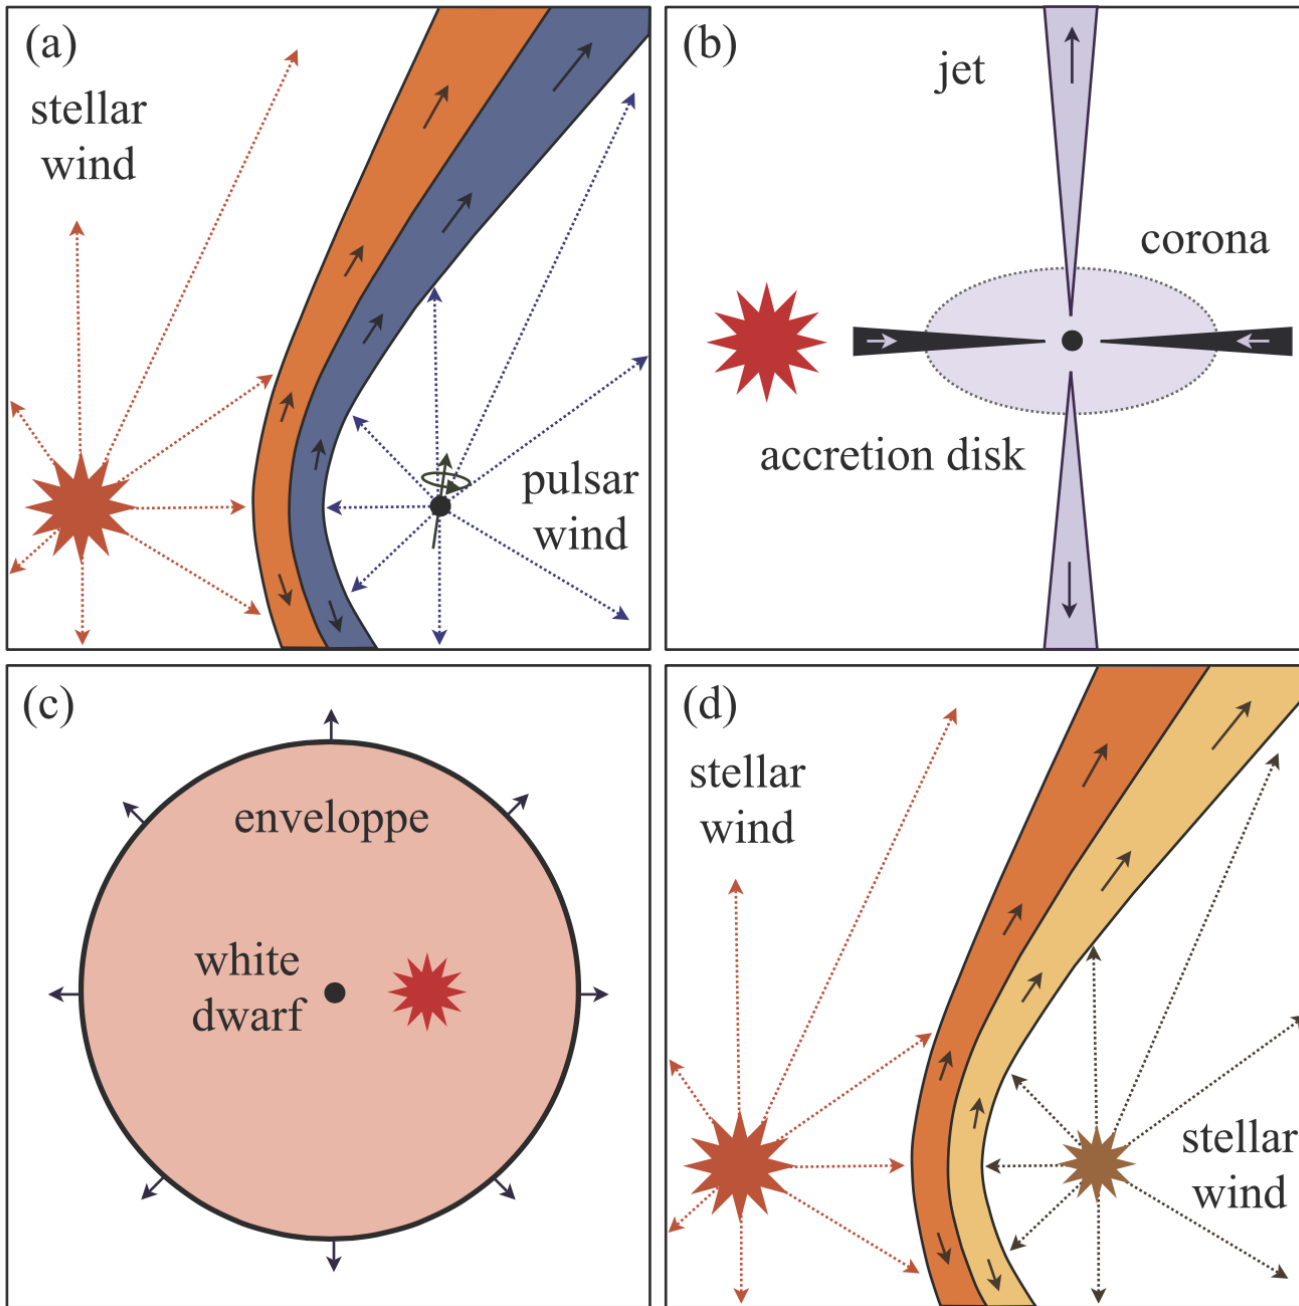 (a)
stellar
wind
pulsar
wind
(b)
jet
corona
accretion disk
(c)
enveloppe
white
dwarf
(d)
stellar
wind
stellar
wind